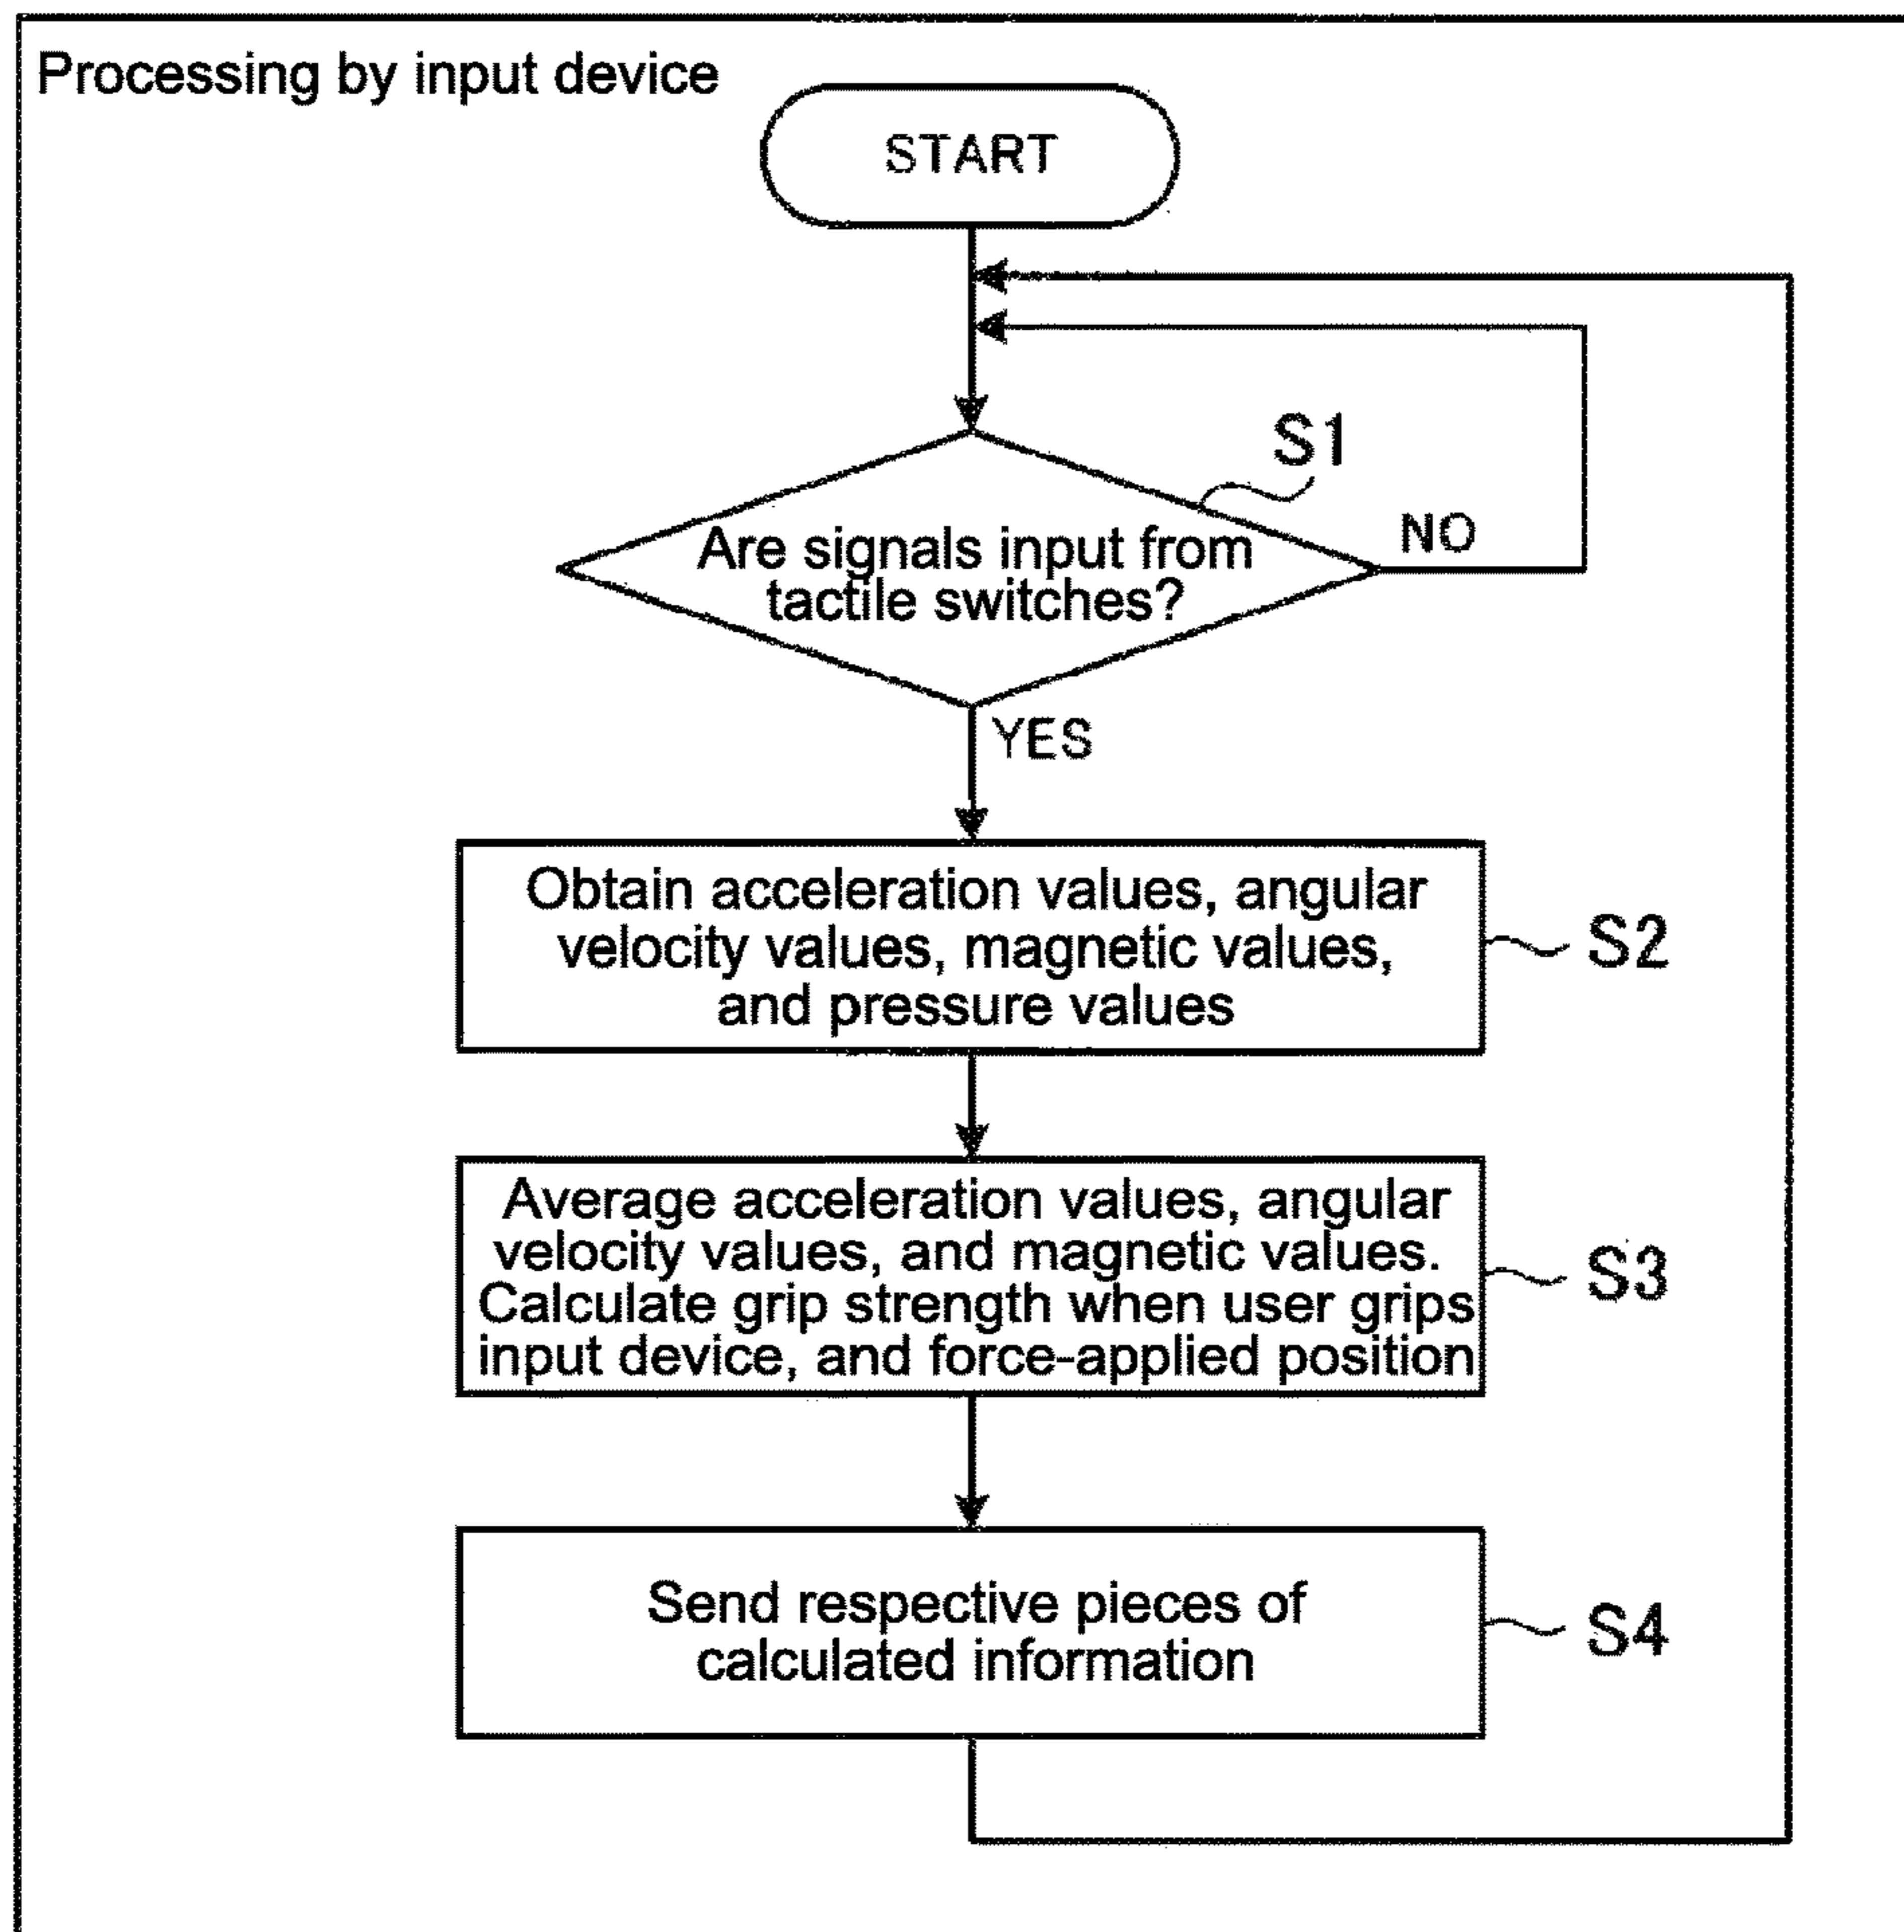 Processing by input device
START
S1
Are signals input from
tactile switches?
NO
YES
Obtain acceleration values, angular
velocity values, magnetic values,
and pressure values
S2
Average acceleration values, angular
velocity values, and magnetic values.
Calculate grip strength when user grips
input device, and force-applied position
S3
Send respective pieces of
calculated information
S4